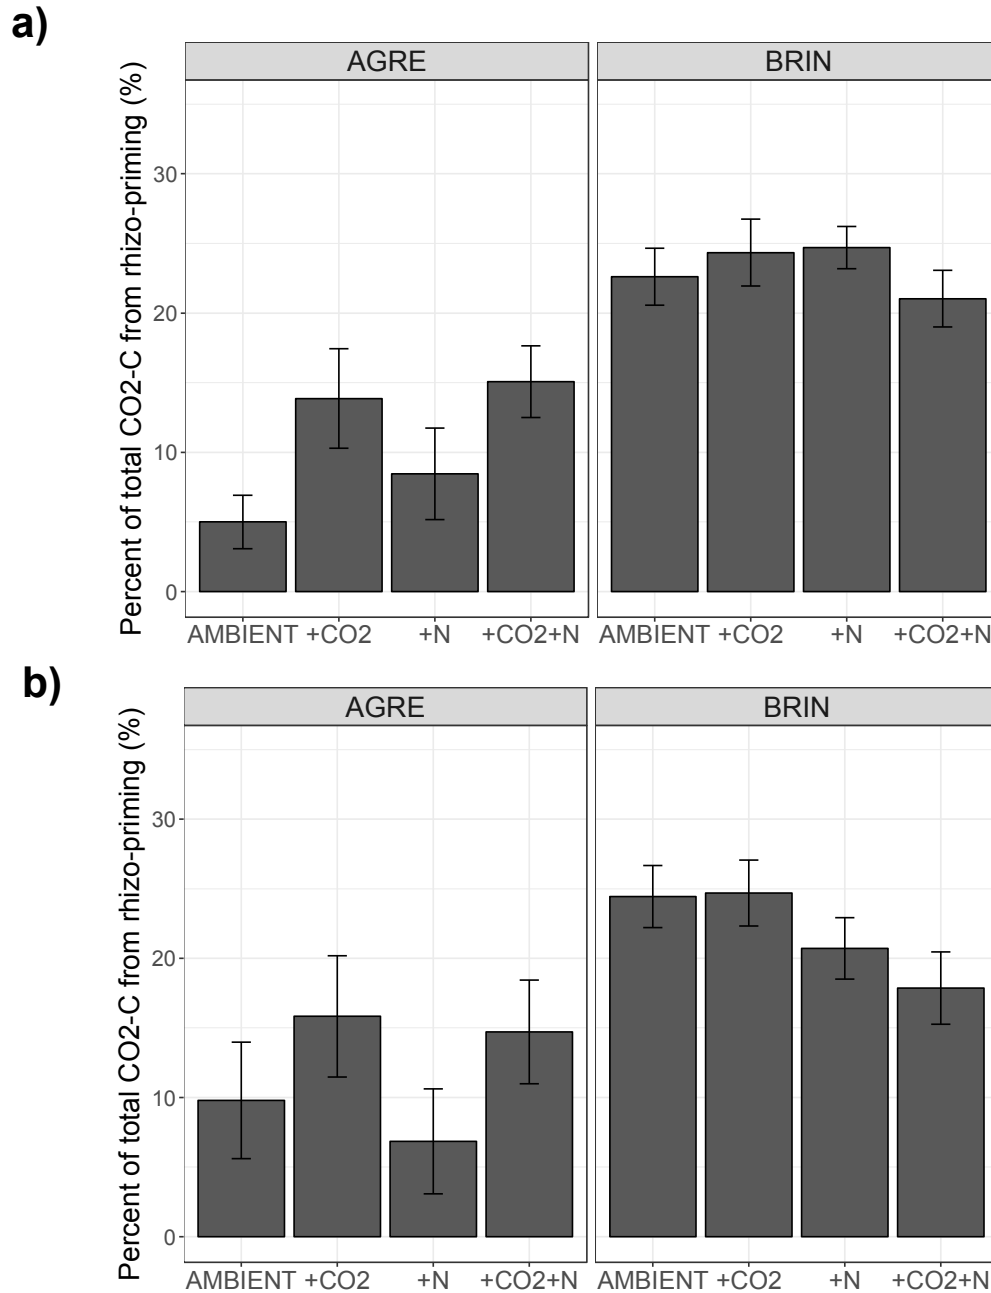 a)
AGRE
BRIN
Percent of total CO2-C from rhizo-priming (%)
30
20
10
0
AMBIENT +CO2 +N +CO2+N
AMBIENT +CO2 +N +CO2+N
b)
AGRE
BRIN
Percent of total CO2-C from rhizo-priming (%)
30
20
10
0
AMBIENT +CO2 +N +CO2+N
AMBIENT +CO2 +N +CO2+N